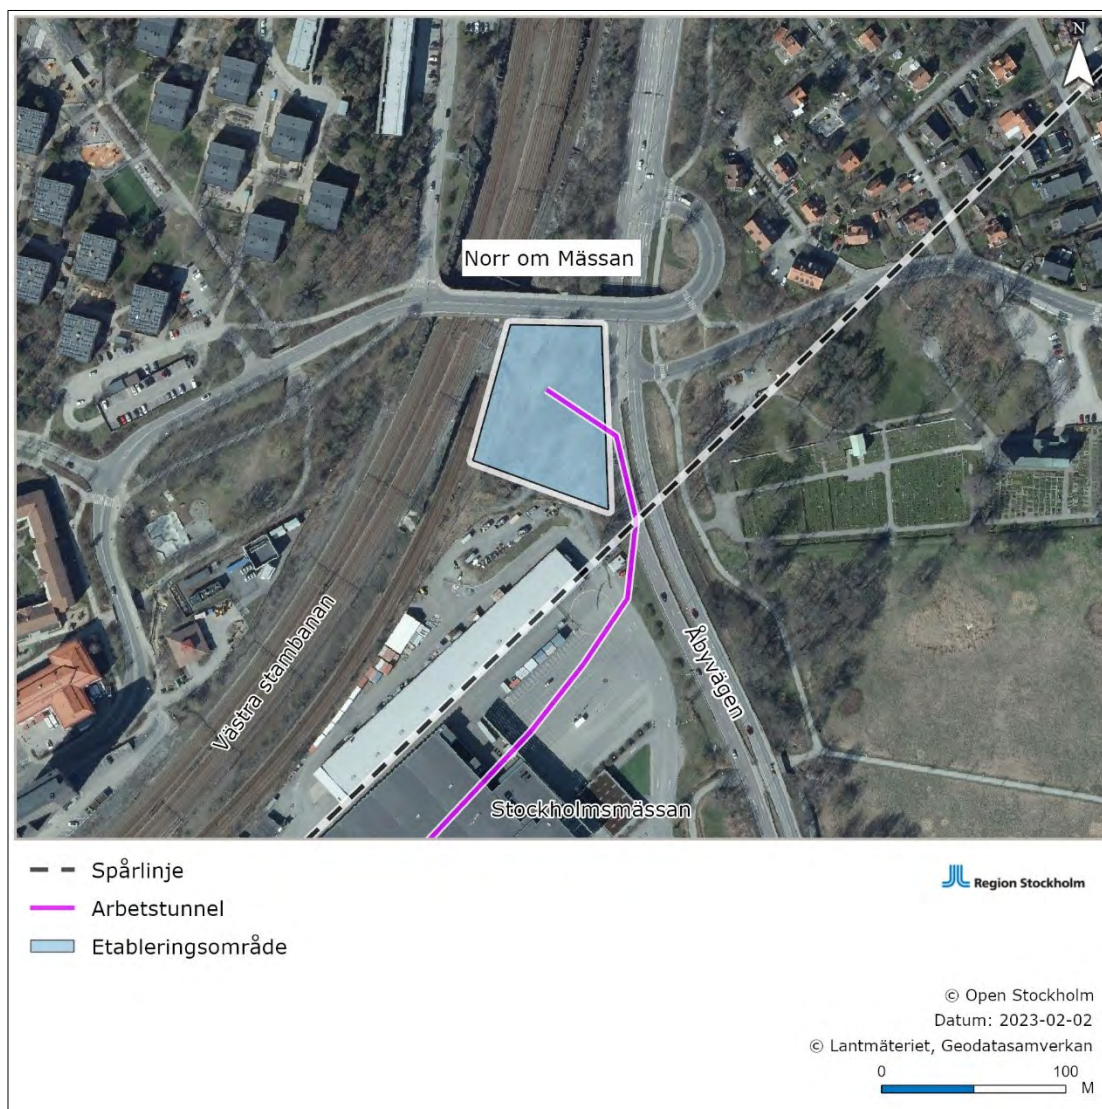 N
Norr om Mässan
Västra stambanan
Åbyvägen
Stockholmsmässan
Spårlinje
Arbetstunnel
Etableringsområde
Region Stockholm
© Open Stockholm
Datum: 2023-02-02
© Lantmäteriet, Geodatasamverkan
0 100
M